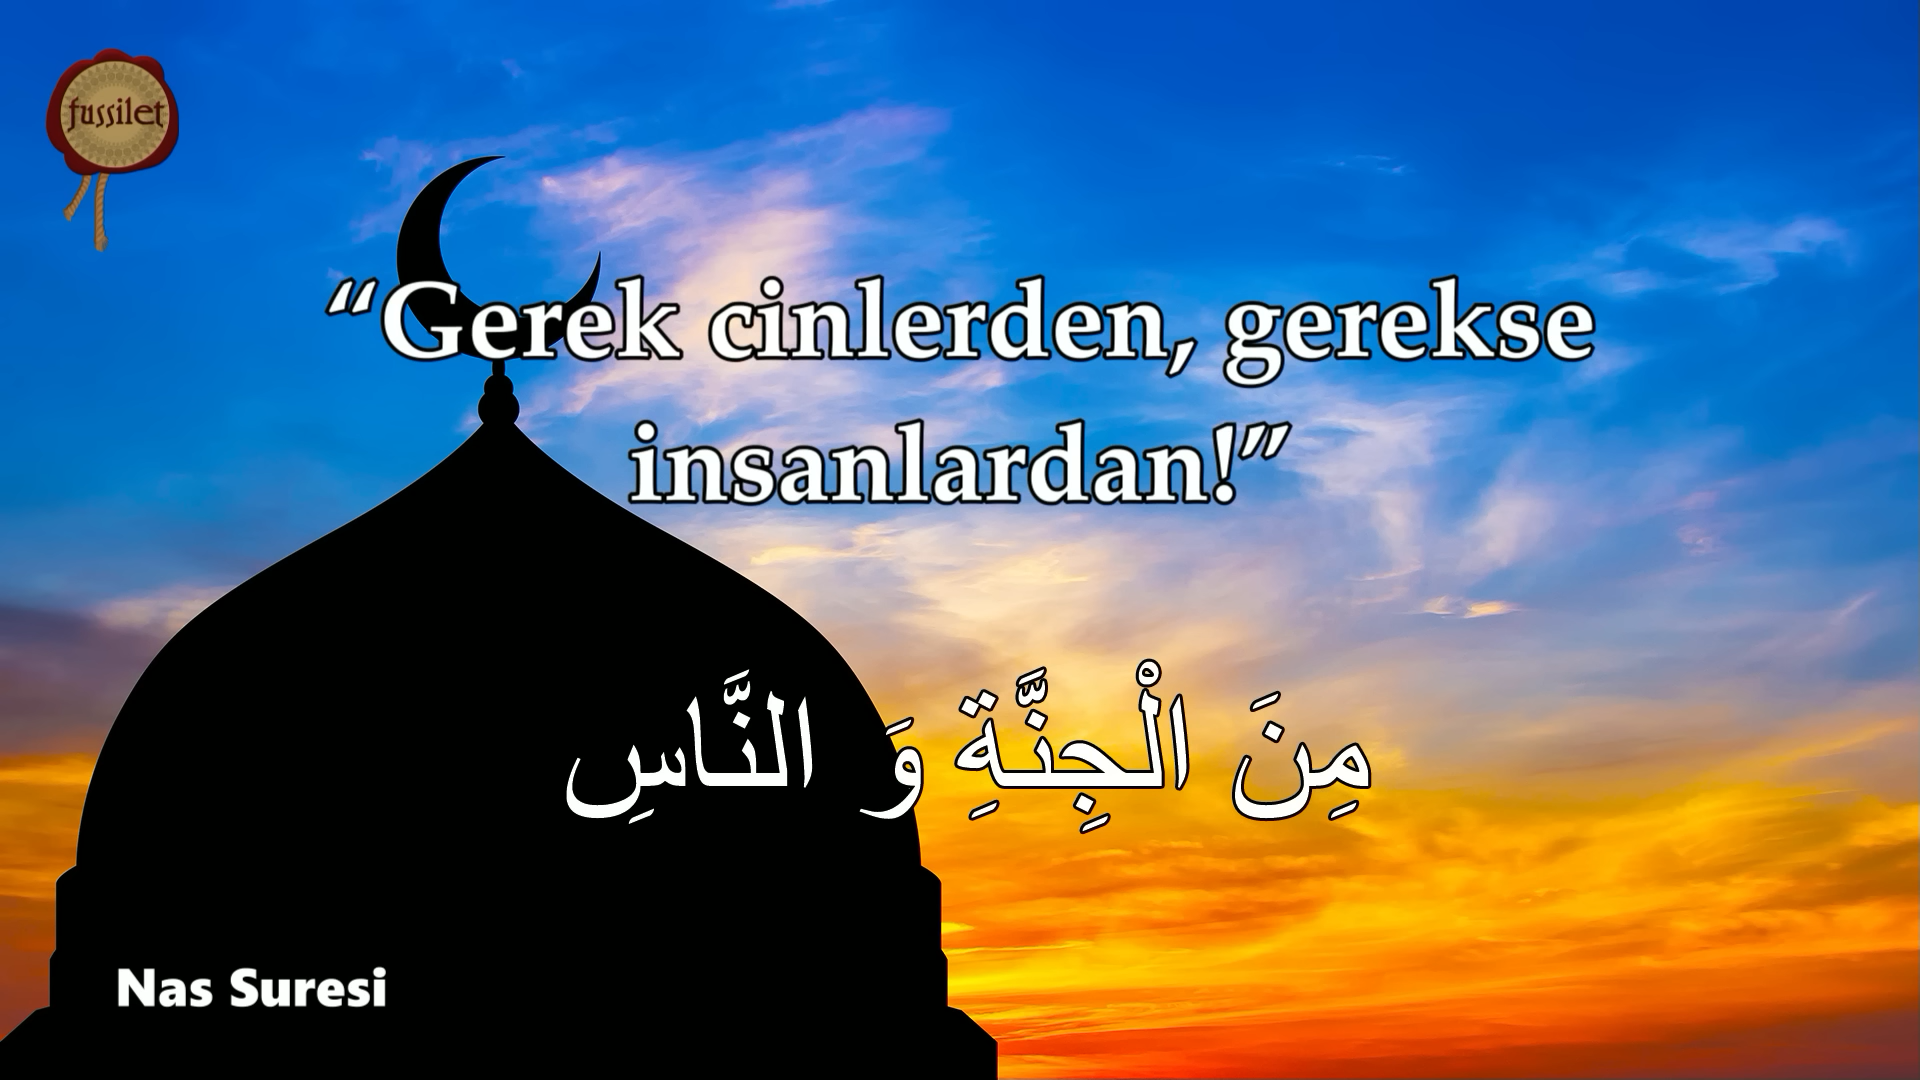 fussilet
“Gerek cinlerden, gerekse
insanlardan!”
مِنَ الْجِنَّةِ وَ النَّاسِ
Nas Suresi